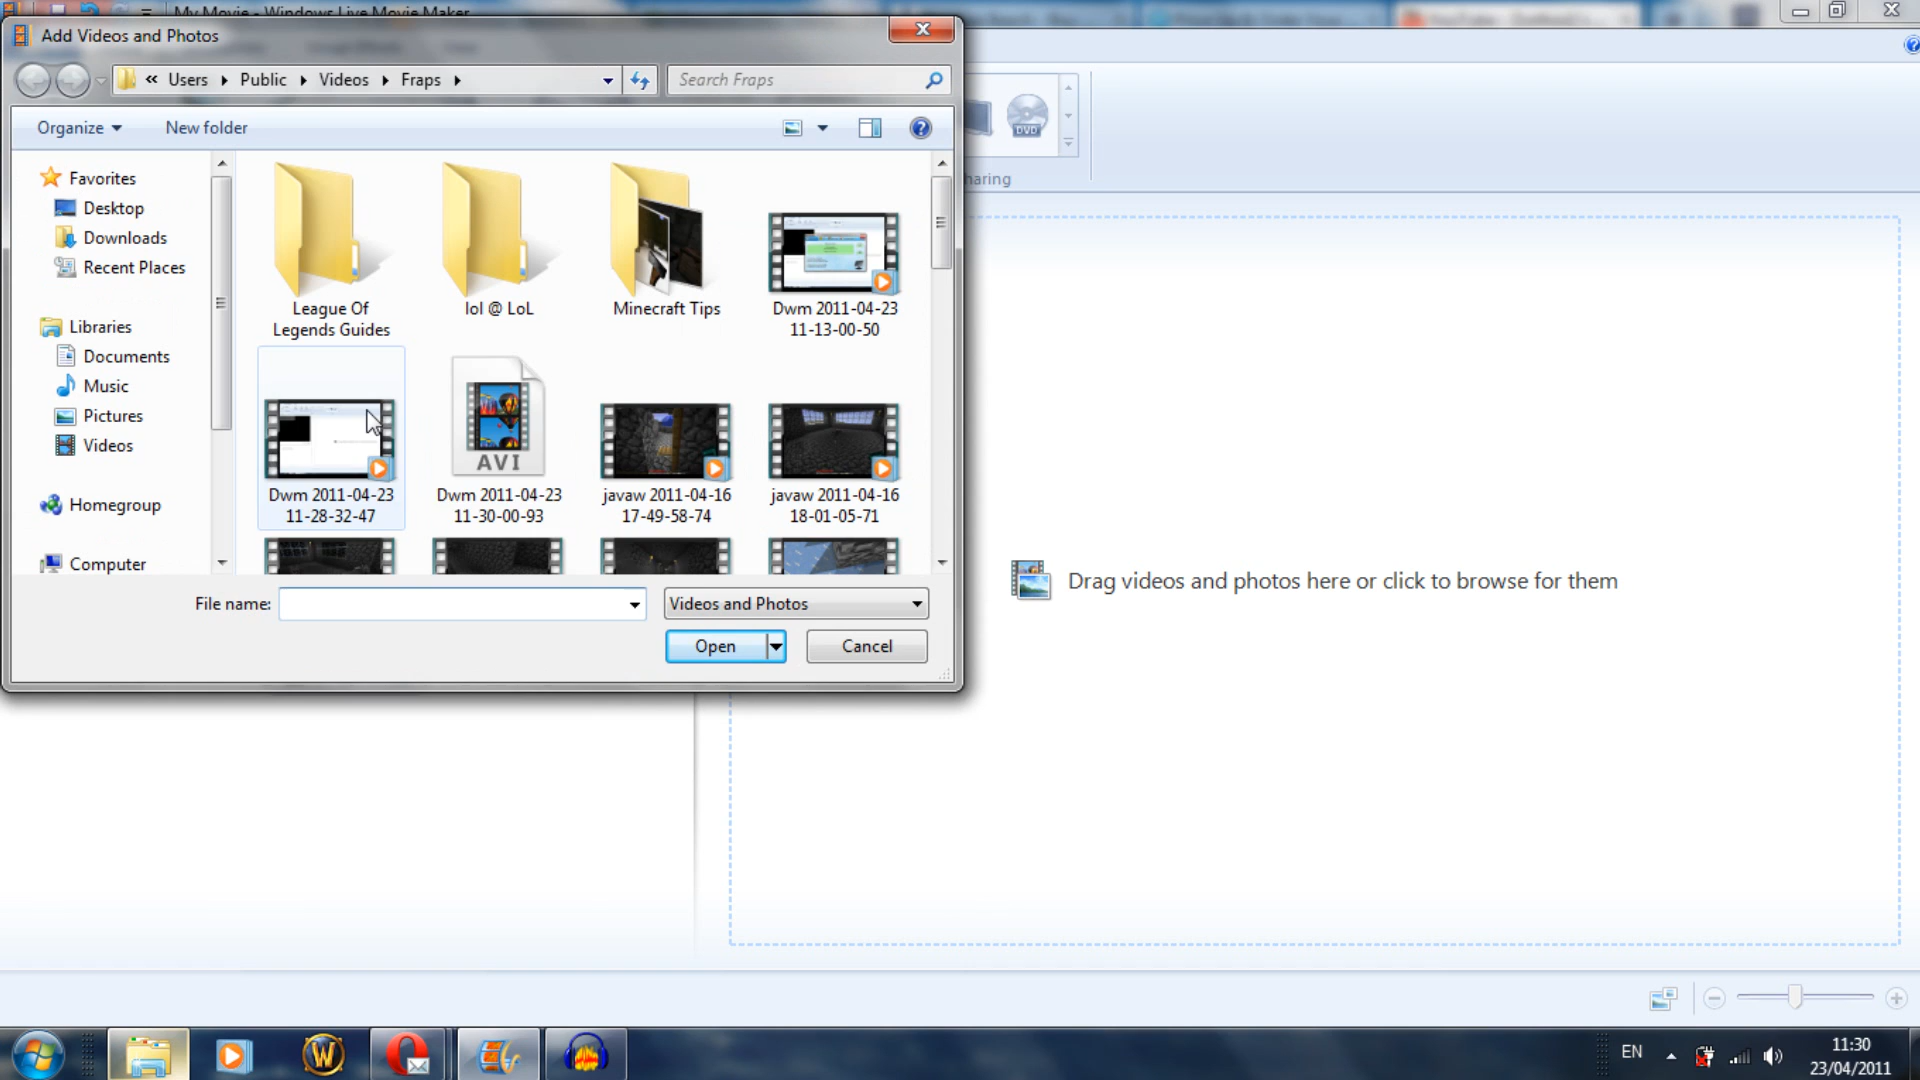 My Movie - Windows Live Movie Maker
Add Videos and Photos
« Users Public Videos Fraps
Search Fraps
Organize
New folder
DVD
haring
Favorites
Desktop
Downloads
Recent Places
Libraries
Documents
Music
Pictures
Videos
Homegroup
Computer
League Of
Legends Guides
lol @ LoL
Minecraft Tips
Dwm 2011-04-23
11-13-00-50
AVI
Dwm 2011-04-23
11-28-32-47
Dwm 2011-04-23
11-30-00-93
javaw 2011-04-16
17-49-58-74
javaw 2011-04-16
18-01-05-71
File name:
Videos and Photos
Open
Cancel
Drag videos and photos here or click to browse for them
EN
11:30
23/04/2011